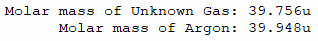 Molar mass of Unknown Gas: 39.756u
Molar mass of Argon: 39.948u